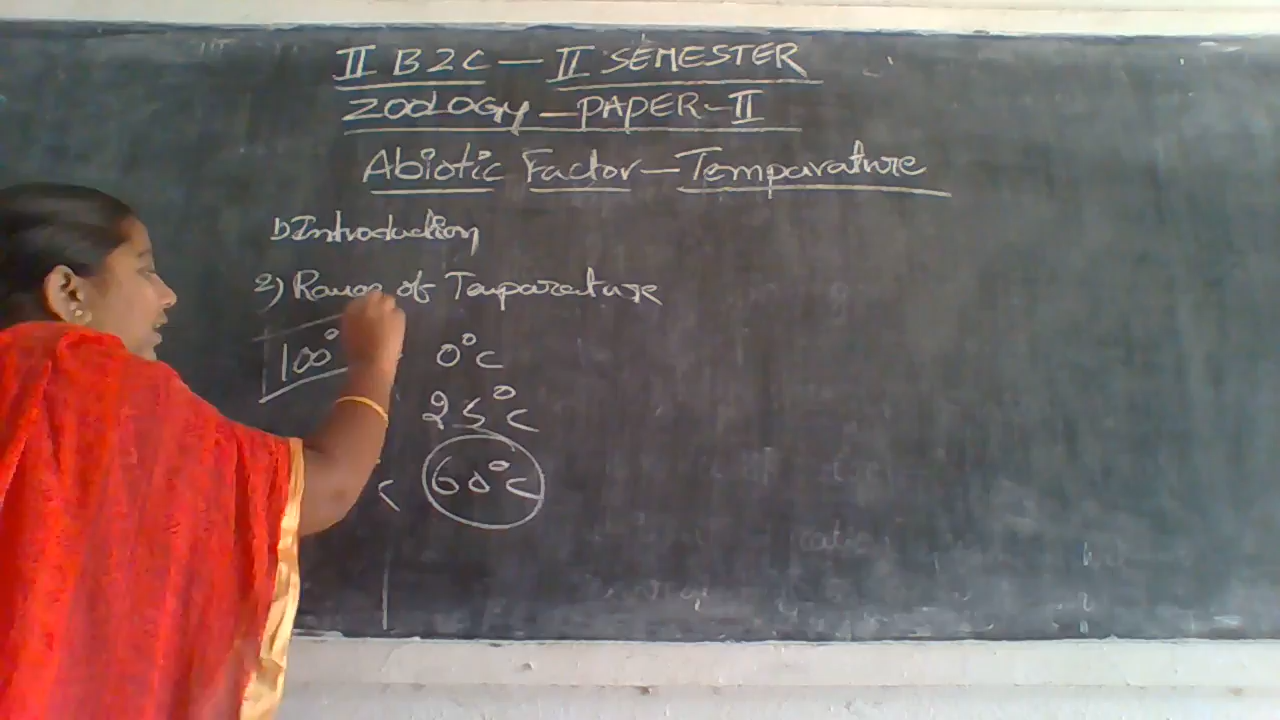 II BZC - II SEMESTER
ZOOLOGY - PAPER - II
Abiotic Factor - Temparature
1) Introduction
2) Range of Temparature
100° 0°C
25°C
60°C